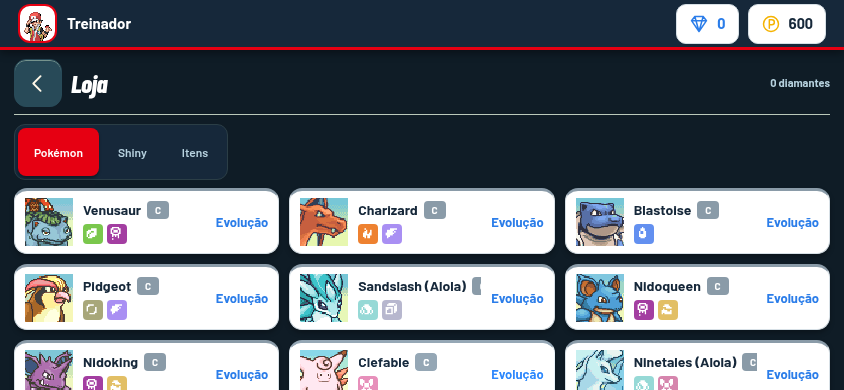 Treinador
0
P 600
Loja
0 diamantes
Pokémon Shiny Itens
Venusaur C Evolução
Charizard C Evolução
Blastoise C Evolução
Pidgeot C Evolução
Sandslash (Alola) Evolução
Nidoqueen C Evolução
Nidoking C Evolução
Clefable C Evolução
Ninetales (Alola) C Evolução